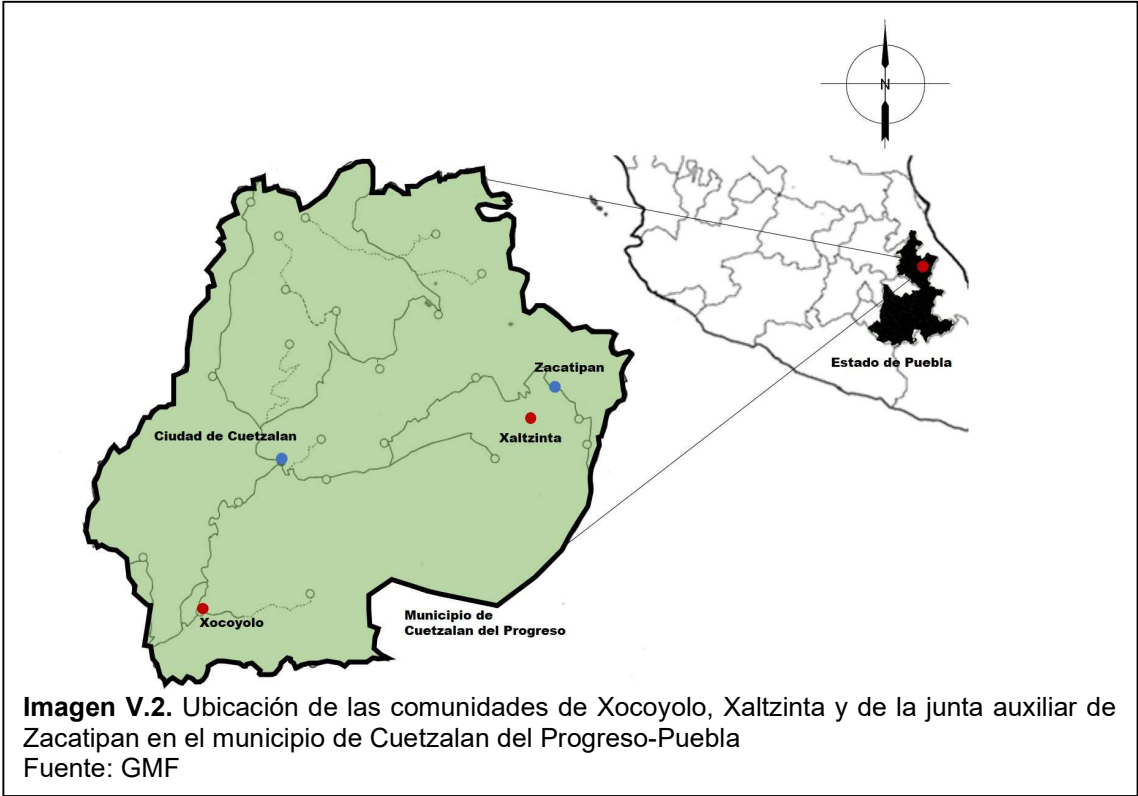 N
Estado de Puebla
Zacatipan
Xaltzinta
Ciudad de Cuetzalan
Xocoyolo
Municipio de
Cuetzalan del Progreso
Imagen V.2. Ubicación de las comunidades de Xocoyolo, Xaltzinta y de la junta auxiliar de
Zacatipan en el municipio de Cuetzalan del Progreso-Puebla
Fuente: GMF